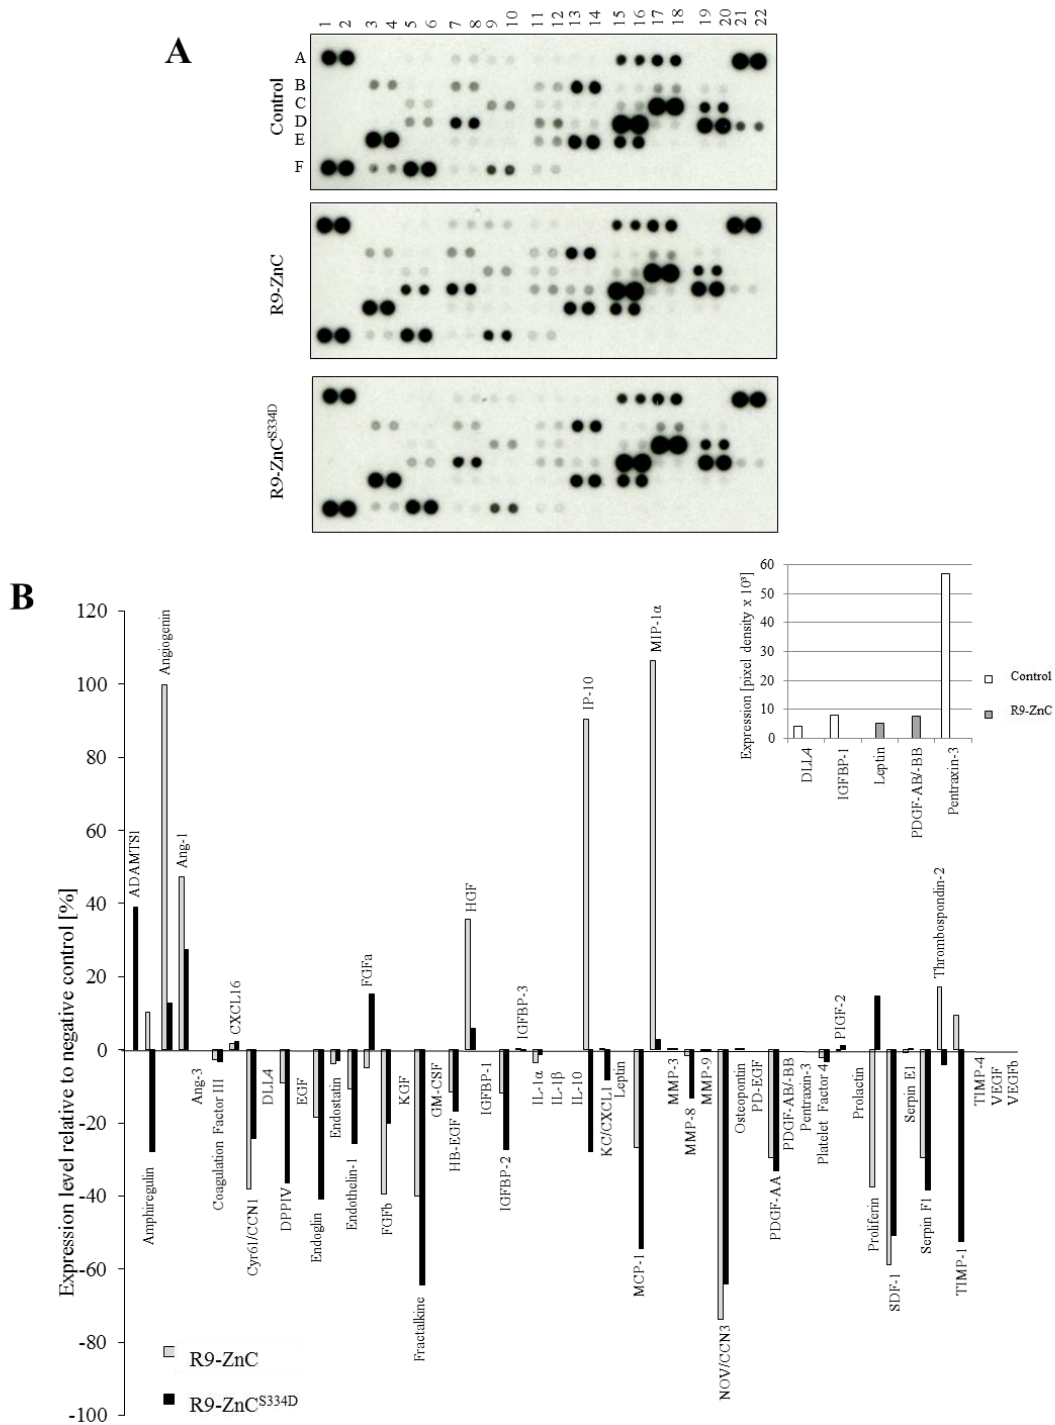 1 2 3 4 5 6 7 8 9 10 11 12 13 14 15 16 17 18 19 20 21 22
A
Control
A
B
C
D
E
F
R9-ZnC
R9-ZnC^S334D
B
Expression level relative to negative control [%]
120
100
80
60
40
20
0
-20
-40
-60
-80
-100
ADAMTS1
Amphiregulin
Angiogenin
Ang-1
Ang-3
Coagulation Factor III
CXCL16
Cyr61/CCN1
DLL4
DPPIV
EGF
Endoglin
Endostatin
Endothelin-1
FGFa
FGFb
KGF
Fractalkine
GM-CSF
HB-EGF
HGF
IGFBP-1
IGFBP-2
IGFBP-3
IL-1α
IL-1β
IL-10
IP-10
KC/CXCL1
Leptin
MCP-1
MIP-1α
MMP-3
MMP-8
MMP-9
NOV/CCN3
Osteopontin
PD-EGF
PDGF-AA
PDGF-AB/-BB
Pentraxin-3
Platelet Factor 4
PIGF-2
Prolactin
Proliferin
SDF-1
Serpin E1
Serpin F1
Thrombospondin-2
TIMP-1
TIMP-4
VEGF
VEGFb
R9-ZnC
R9-ZnC^S334D
Expression [pixel density x 10³]
60
50
40
30
20
10
0
DLL4
IGFBP-1
Leptin
PDGF-AB/-BB
Pentraxin-3
Control
R9-ZnC